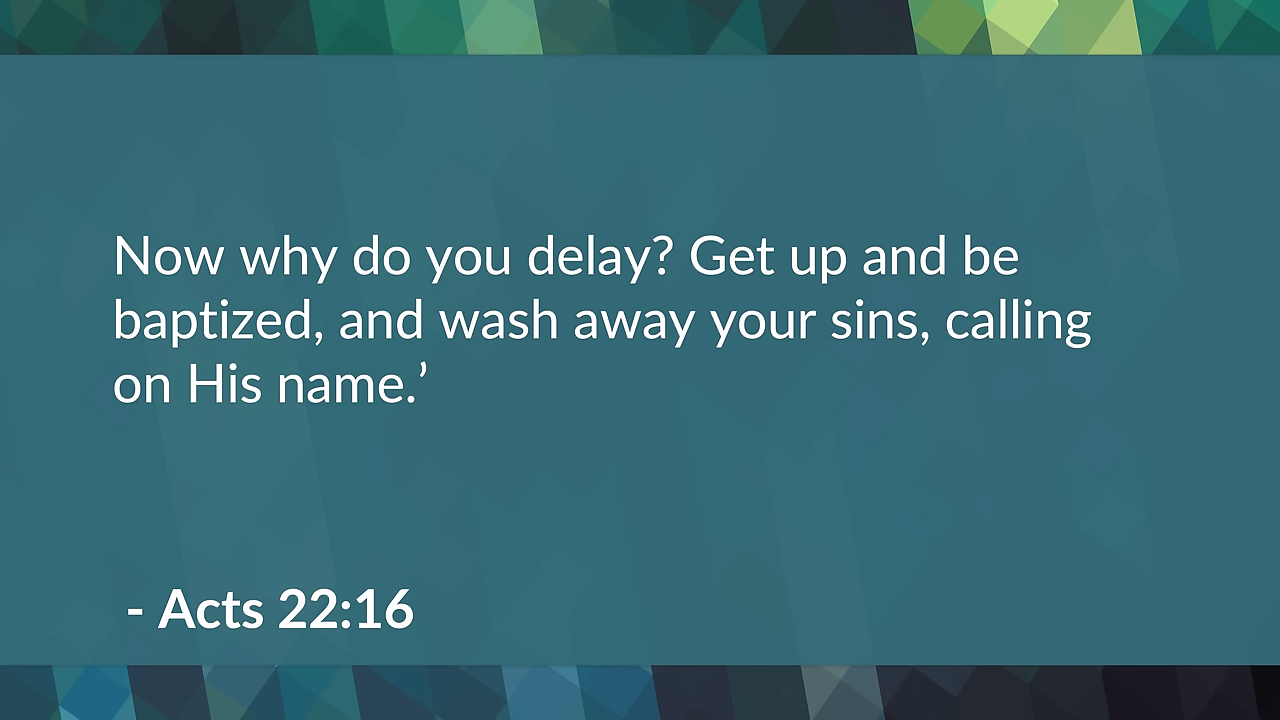 Now why do you delay? Get up and be
baptized, and wash away your sins, calling
on His name.’
- Acts 22:16